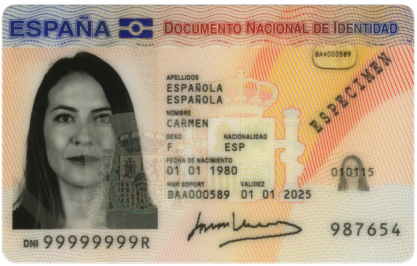 ESPAÑA DOCUMENTO NACIONAL DE IDENTIDAD
BAA000589
ESPECIMEN
APELLIDOS
ESPAÑOLA
ESPAÑOLA
NOMBRE
CARMEN
SEXO NACIONALIDAD
F ESP
FECHA DE NACIMIENTO
01 01 1980
010115
NUM SOPORT VALIDEZ
BAA000589 01 01 2025
DNI 99999999R
987654